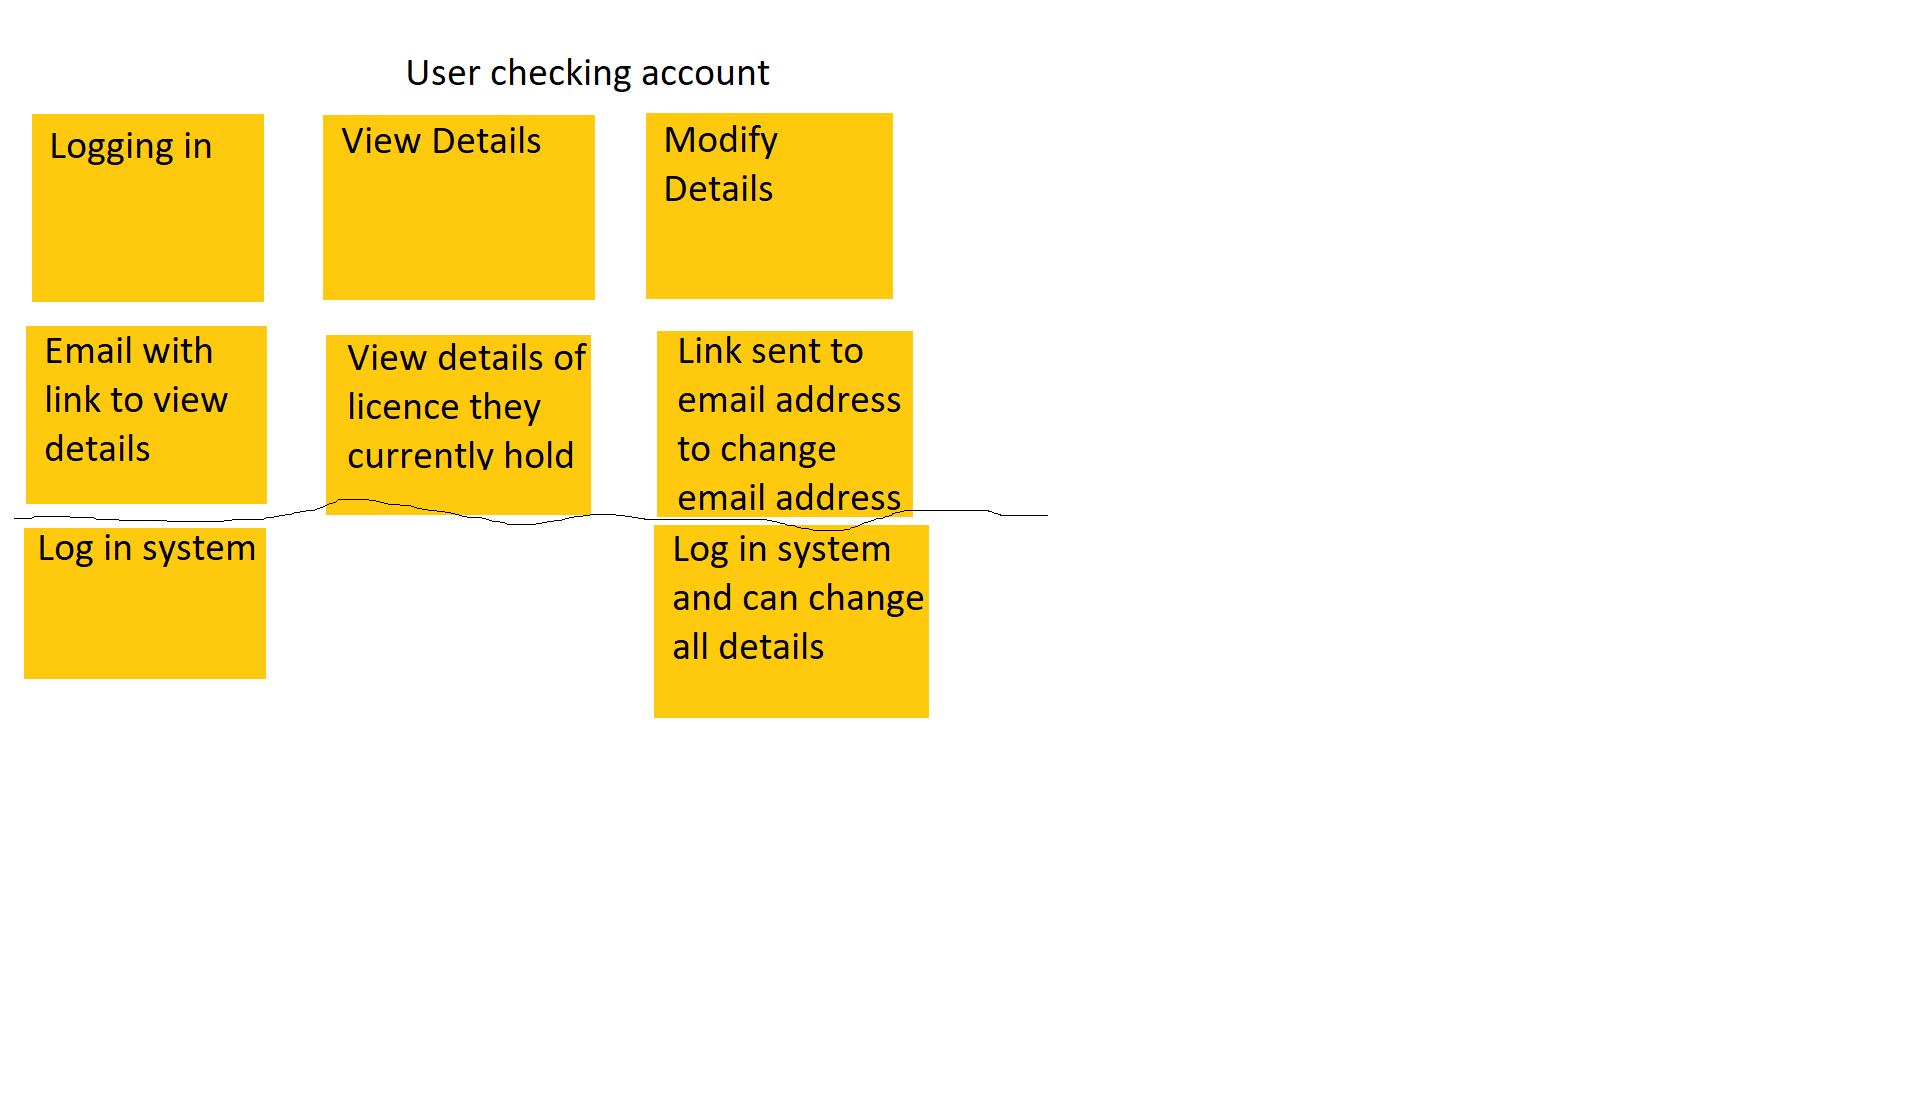 User checking account
Logging in
View Details
Modify
Details
Email with
link to view
details
View details of
licence they
currently hold
Link sent to
email address
to change
email address
Log in system
Log in system
and can change
all details